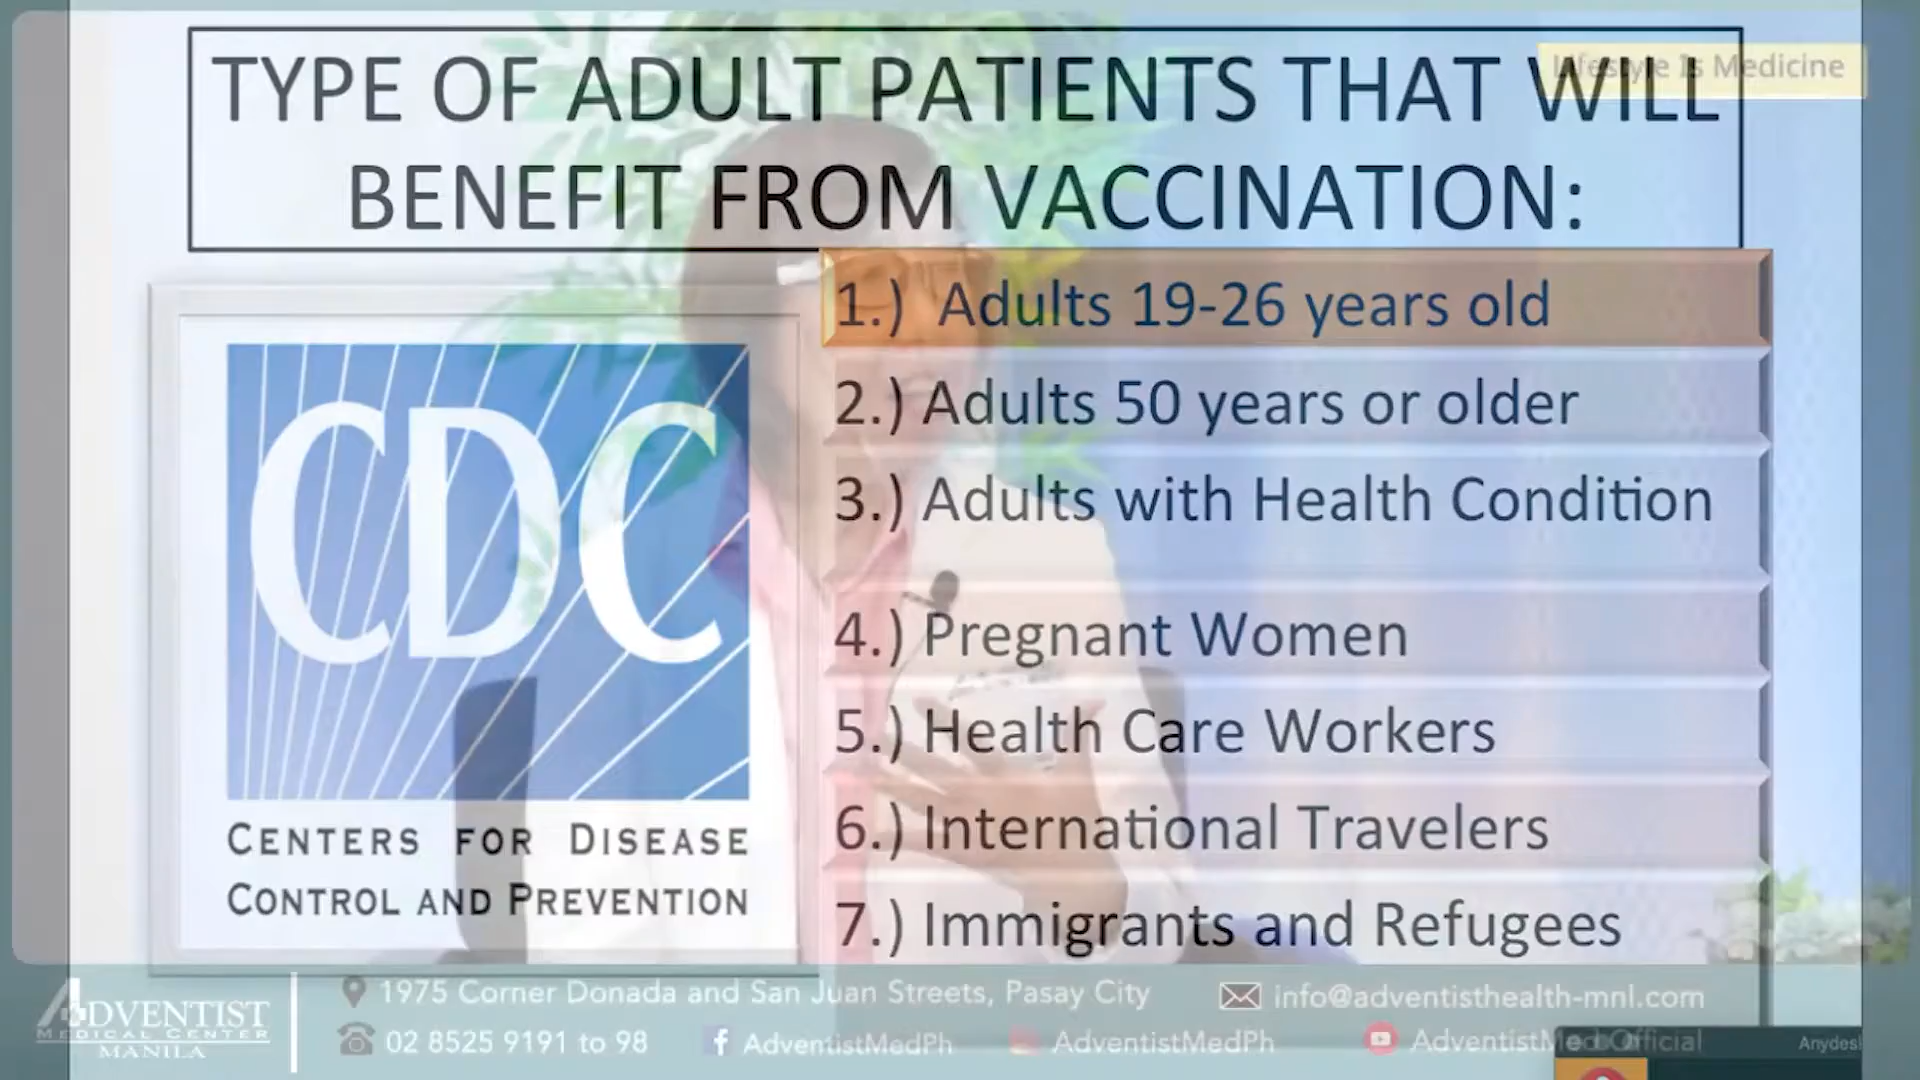 TYPE OF ADULT PATIENTS THAT WILL
BENEFIT FROM VACCINATION:
Lifestyle Is Medicine
1.) Adults 19-26 years old
2.) Adults 50 years or older
3.) Adults with Health Condition
4.) Pregnant Women
5.) Health Care Workers
6.) International Travelers
7.) Immigrants and Refugees
CDC
CENTERS FOR DISEASE
CONTROL AND PREVENTION
ADVENTIST
MEDICAL CENTER
MANILA
1975 Corner Donada and San Juan Streets, Pasay City
info@adventisthealth-mnl.com
02 8525 9191 to 98
AdventistMedPh
AdventistMedPh
AdventistMedOfficial